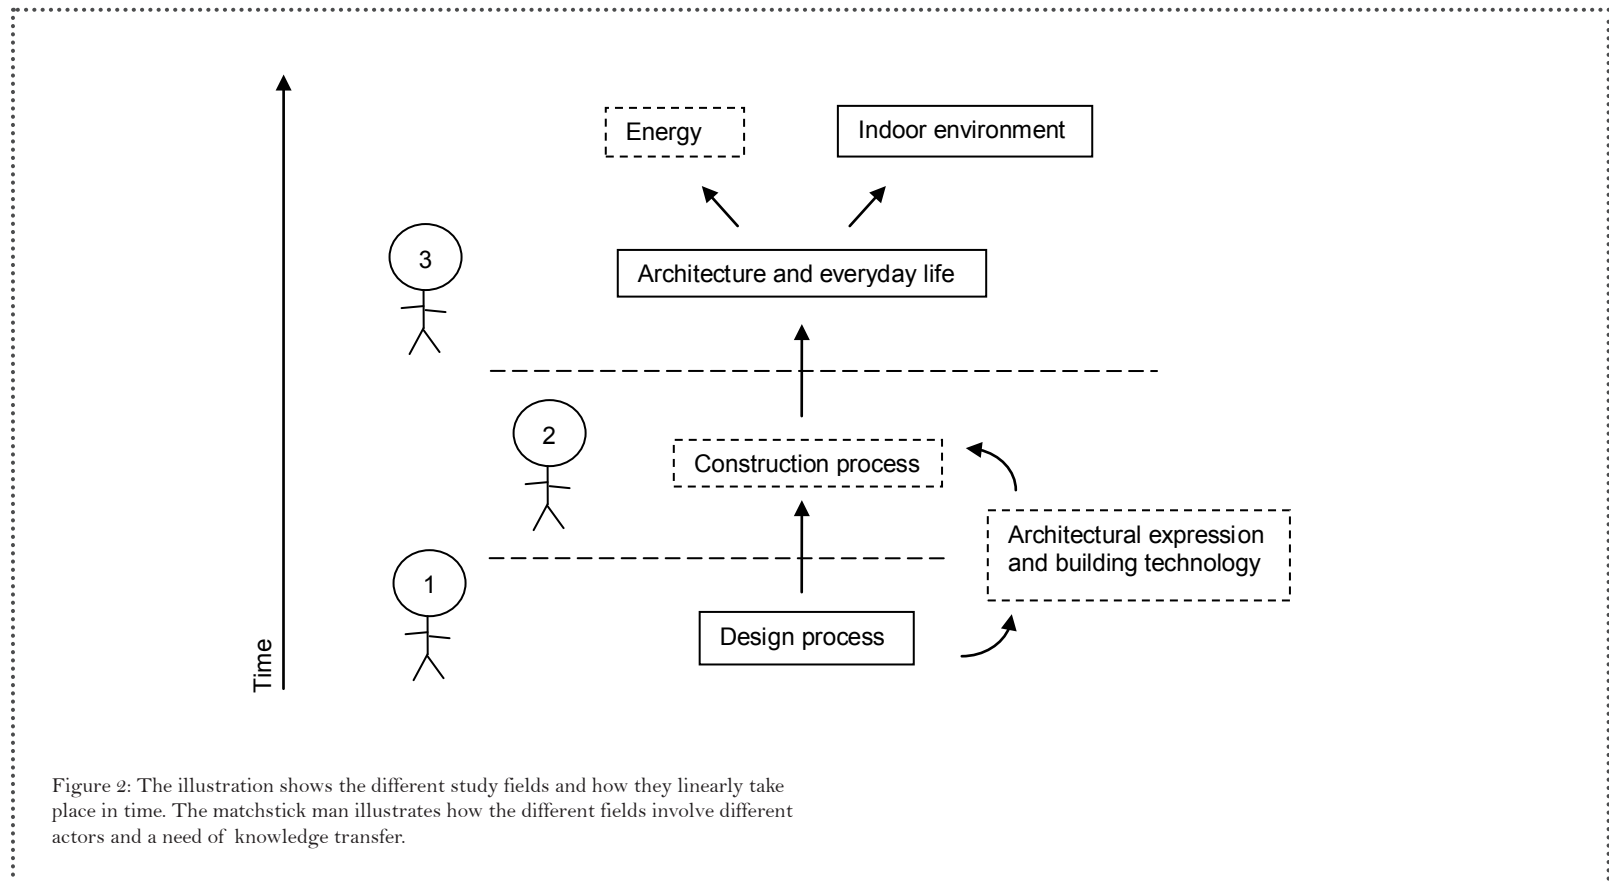 Energy
Indoor environment
3
Architecture and everyday life
2
Construction process
Architectural expression
and building technology
1
Design process
Time
Figure 2: The illustration shows the different study fields and how they linearly take
place in time. The matchstick man illustrates how the different fields involve different
actors and a need of knowledge transfer.